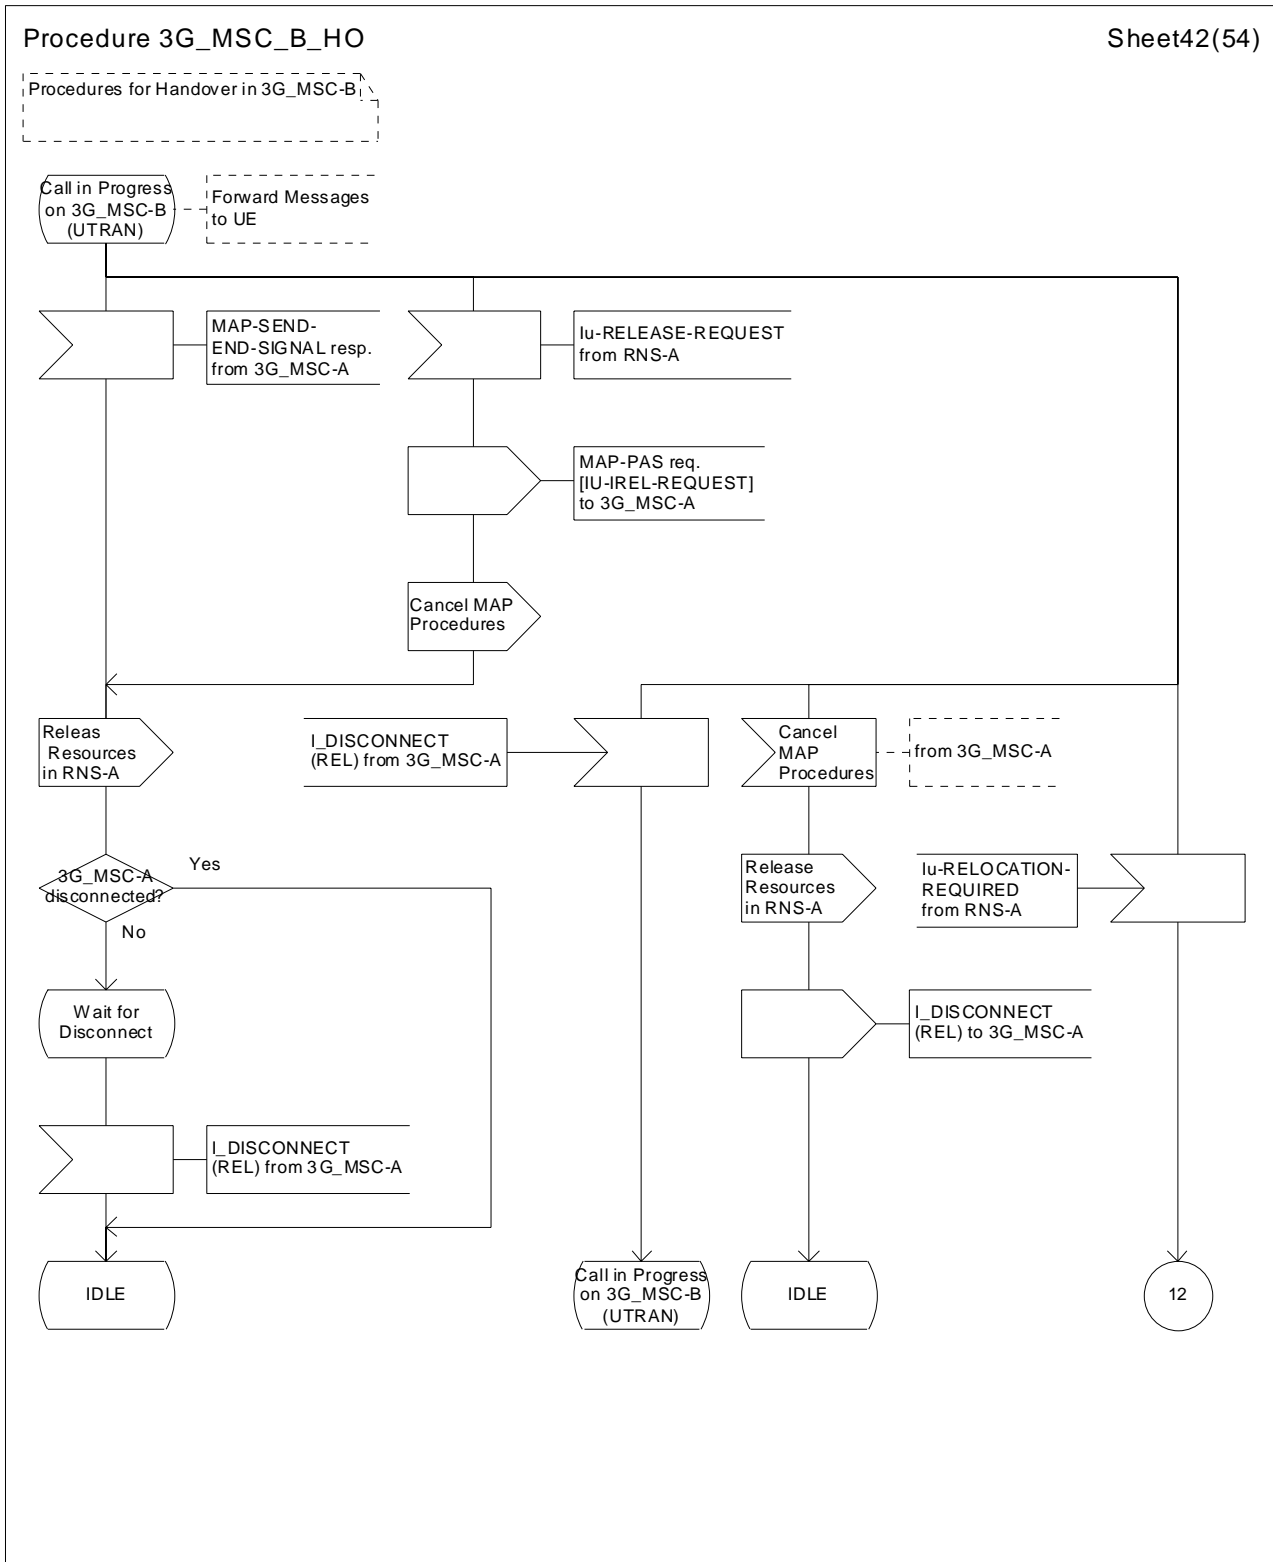 Procedure 3G_MSC_B_HO
Sheet42(54)
Procedures for Handover in 3G_MSC-B
Call in Progress
on 3G_MSC-B
(UTRAN)
Forward Messages
to UE
MAP-SEND-
END-SIGNAL resp.
from 3G_MSC-A
Iu-RELEASE-REQUEST
from RNS-A
MAP-PAS req.
[IU-IREL-REQUEST]
to 3G_MSC-A
Cancel MAP
Procedures
Releas
Resources
in RNS-A
I_DISCONNECT
(REL) from 3G_MSC-A
Cancel
MAP
Procedures
from 3G_MSC-A
3G_MSC-A
disconnected?
Yes
No
Release
Resources
in RNS-A
Iu-RELOCATION-
REQUIRED
from RNS-A
Wait for
Disconnect
I_DISCONNECT
(REL) to 3G_MSC-A
I_DISCONNECT
(REL) from 3G_MSC-A
IDLE
Call in Progress
on 3G_MSC-B
(UTRAN)
IDLE
12